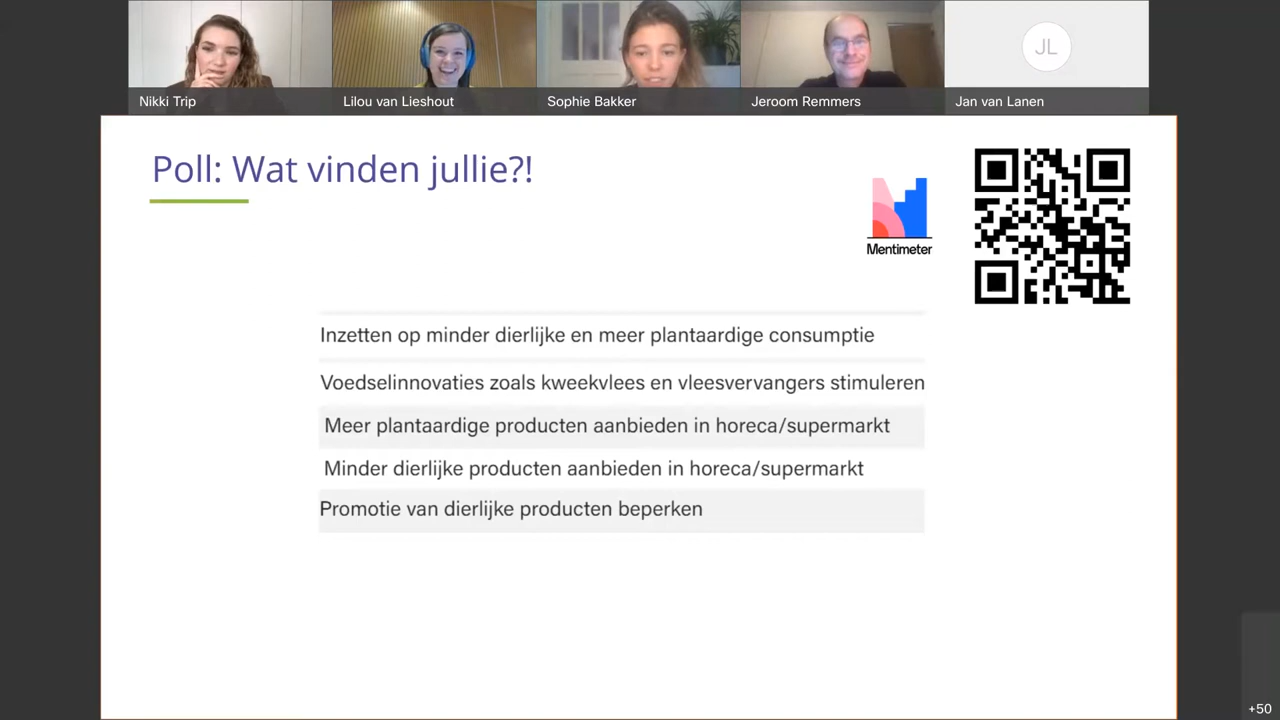 Nikki Trip
Lilou van Lieshout
Sophie Bakker
Jeroom Remmers
JL
Jan van Lanen
Poll: Wat vinden jullie?!
Mentimeter
Inzetten op minder dierlijke en meer plantaardige consumptie
Voedselinnovaties zoals kweekvlees en vleesvervangers stimuleren
Meer plantaardige producten aanbieden in horeca/supermarkt
Minder dierlijke producten aanbieden in horeca/supermarkt
Promotie van dierlijke producten beperken
+50